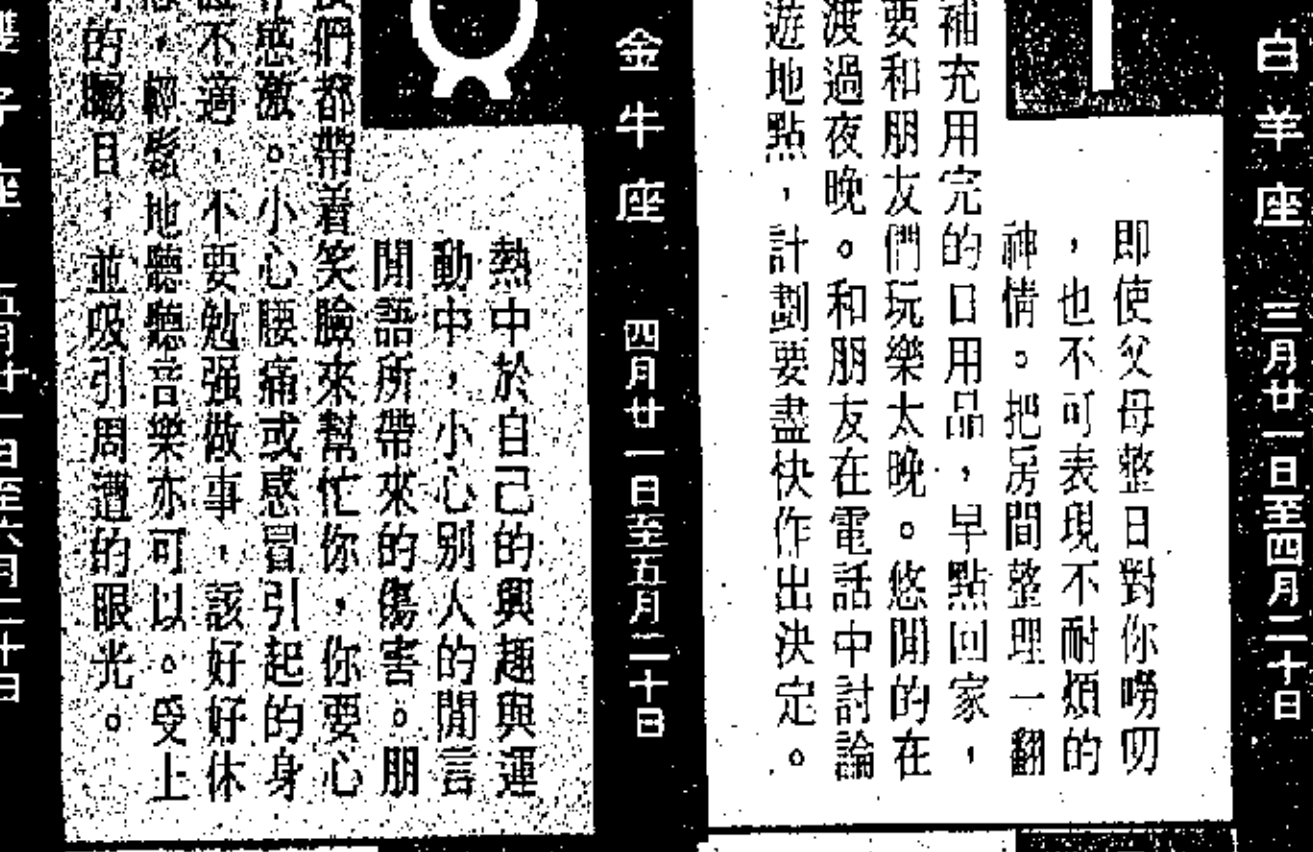 白羊座 三月廿一日至四月二十日
即使父母整日對你嘮叨
，也不可表現不耐煩的
神情。把房間整理一翻
補充用完的日用品，早點回家，
要和朋友們玩樂太晚。悠閒的在
渡過夜晚。和朋友在電話中討論
遊地點，計劃要盡快作出決定。
金牛座 四月廿一日至五月二十日
熱中於自己的興趣與運
動中，小心別人的閒言
閒語所帶來的傷害。朋
們都帶着笑臉來幫忙你，你要心
感激。小心腰痛或感冒引起的身
不適，不要勉强做事，該好好休
，輕鬆地聽聽音樂亦可以。受上
的矚目，並吸引周遭的眼光。
雙子座 五月廿一日至六月二十日